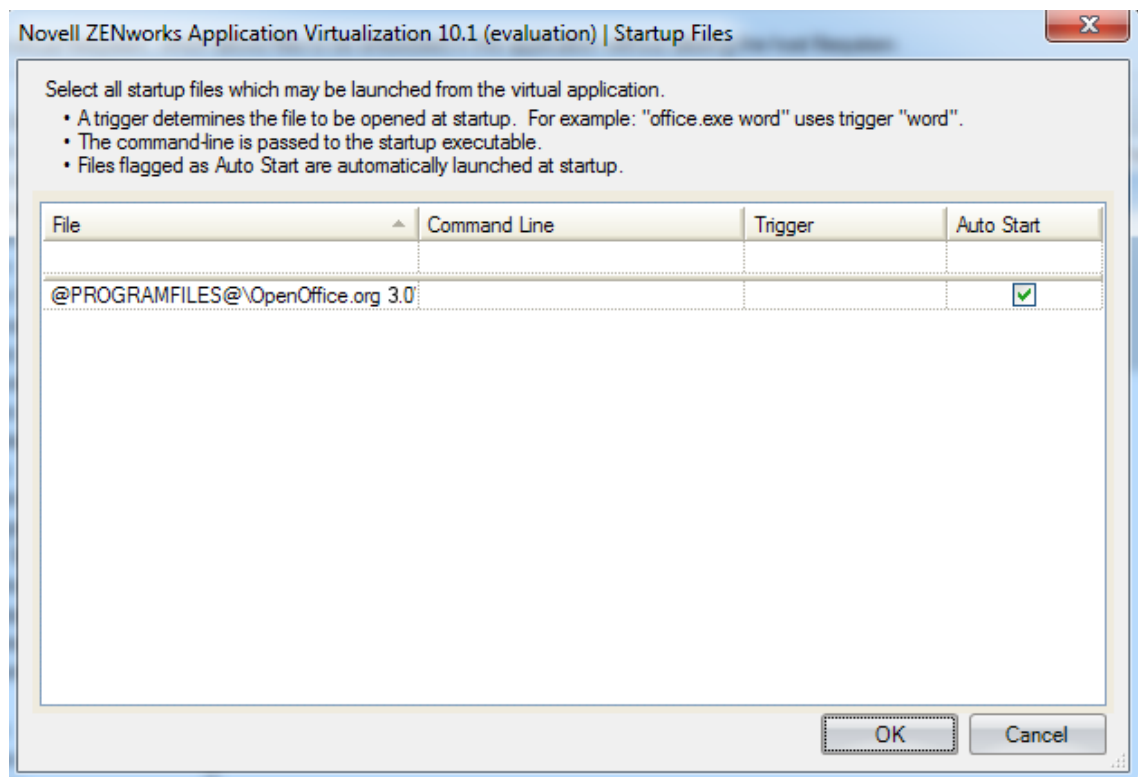 Novell ZENworks Application Virtualization 10.1 (evaluation) | Startup Files
Select all startup files which may be launched from the virtual application.
• A trigger determines the file to be opened at startup. For example: "office.exe word" uses trigger "word".
• The command-line is passed to the startup executable.
• Files flagged as Auto Start are automatically launched at startup.
File Command Line Trigger Auto Start
@PROGRAMFILES@\OpenOffice.org 3.0
OK Cancel